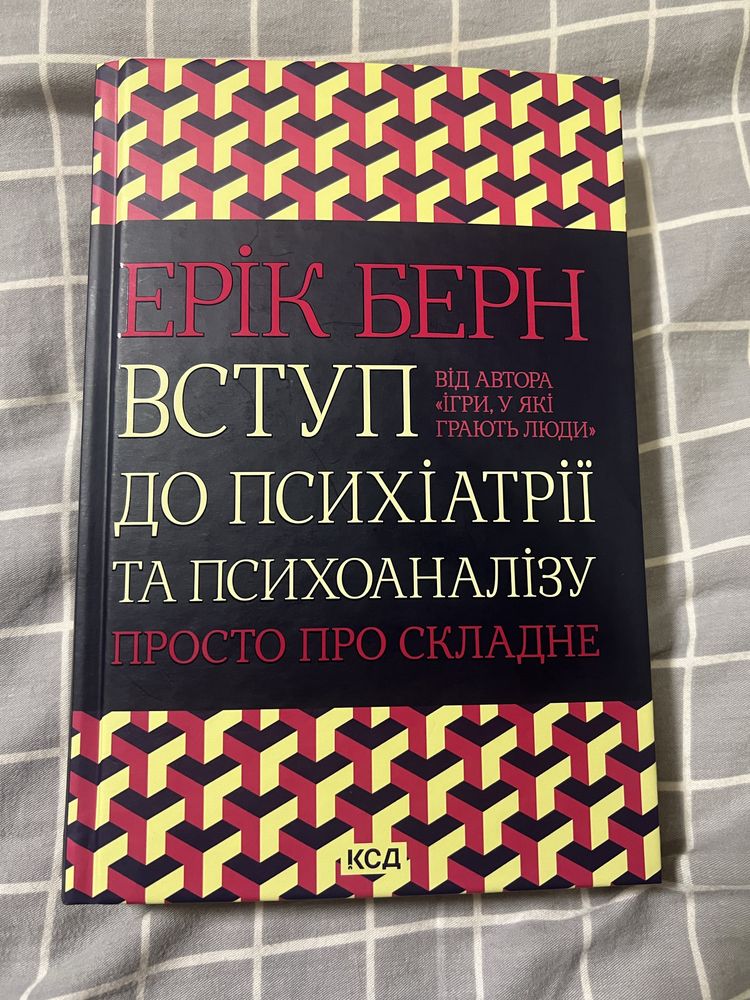 ЕРІК БЕРН
ВСТУП
ВІД АВТОРА
«ІГРИ, У ЯКІ
ГРАЮТЬ ЛЮДИ»
ДО ПСИХІАТРІЇ
ТА ПСИХОАНАЛІЗУ
ПРОСТО ПРО СКЛАДНЕ
КСД